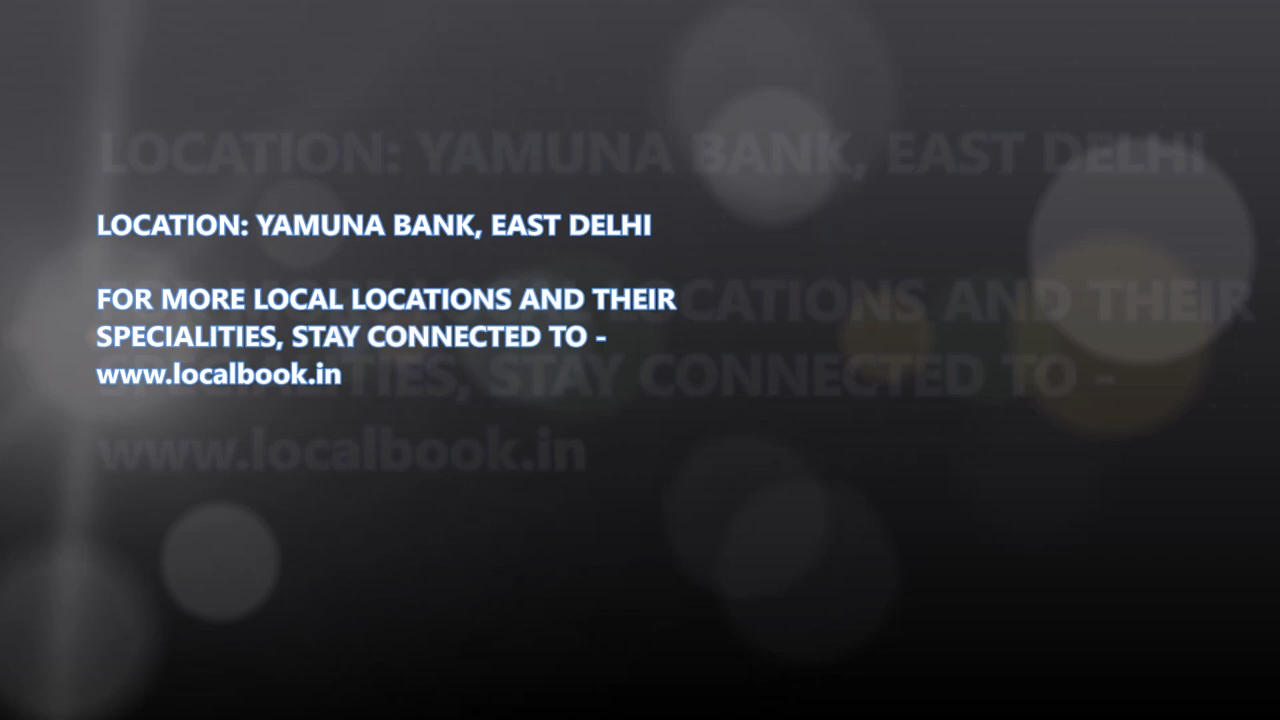 LOCATION: YAMUNA BANK, EAST DELHI
FOR MORE LOCAL LOCATIONS AND THEIR
SPECIALITIES, STAY CONNECTED TO -
www.localbook.in